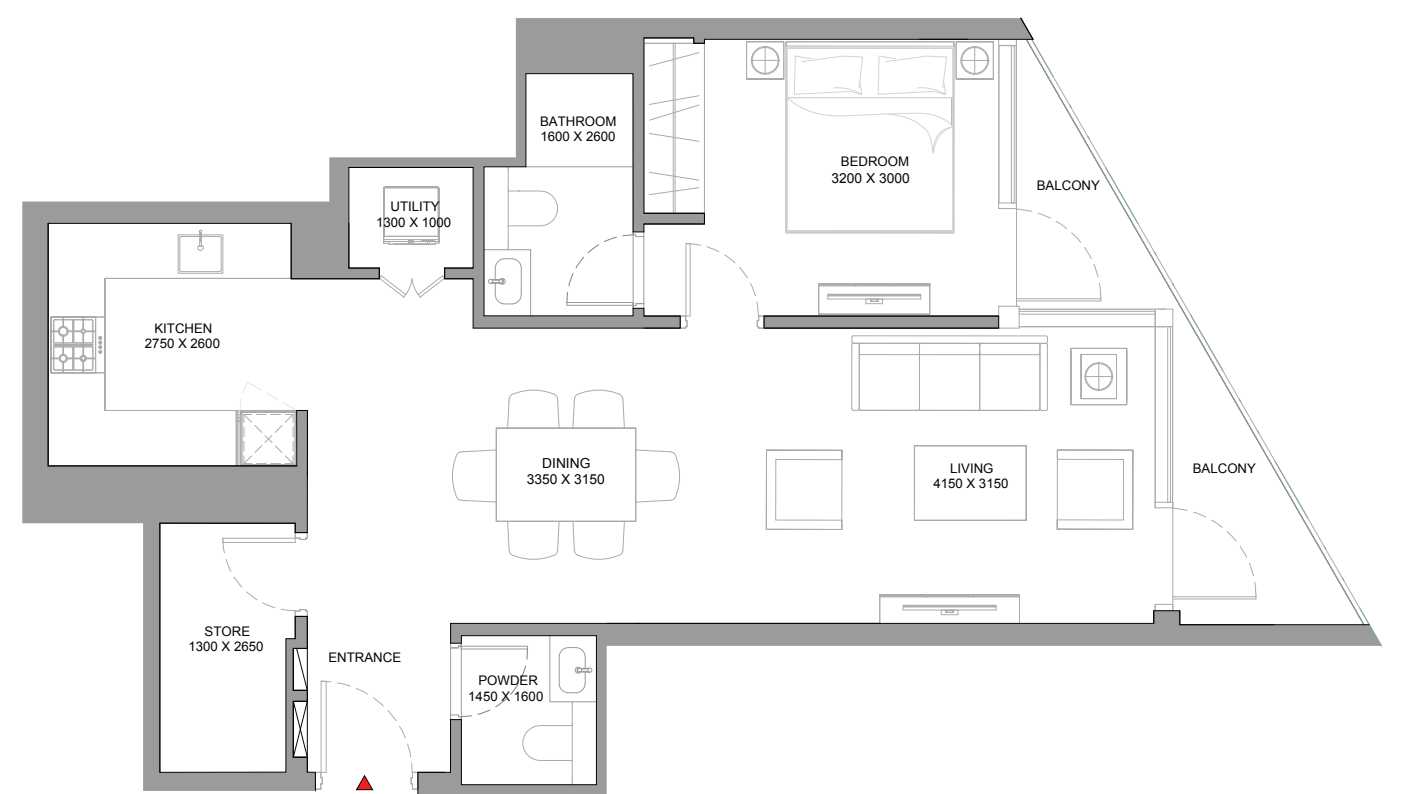 BATHROOM
1600 X 2600
BEDROOM
3200 X 3000
BALCONY
UTILITY
1300 X 1000
KITCHEN
2750 X 2600
DINING
3350 X 3150
LIVING
4150 X 3150
BALCONY
STORE
1300 X 2650
ENTRANCE
POWDER
1450 X 1600